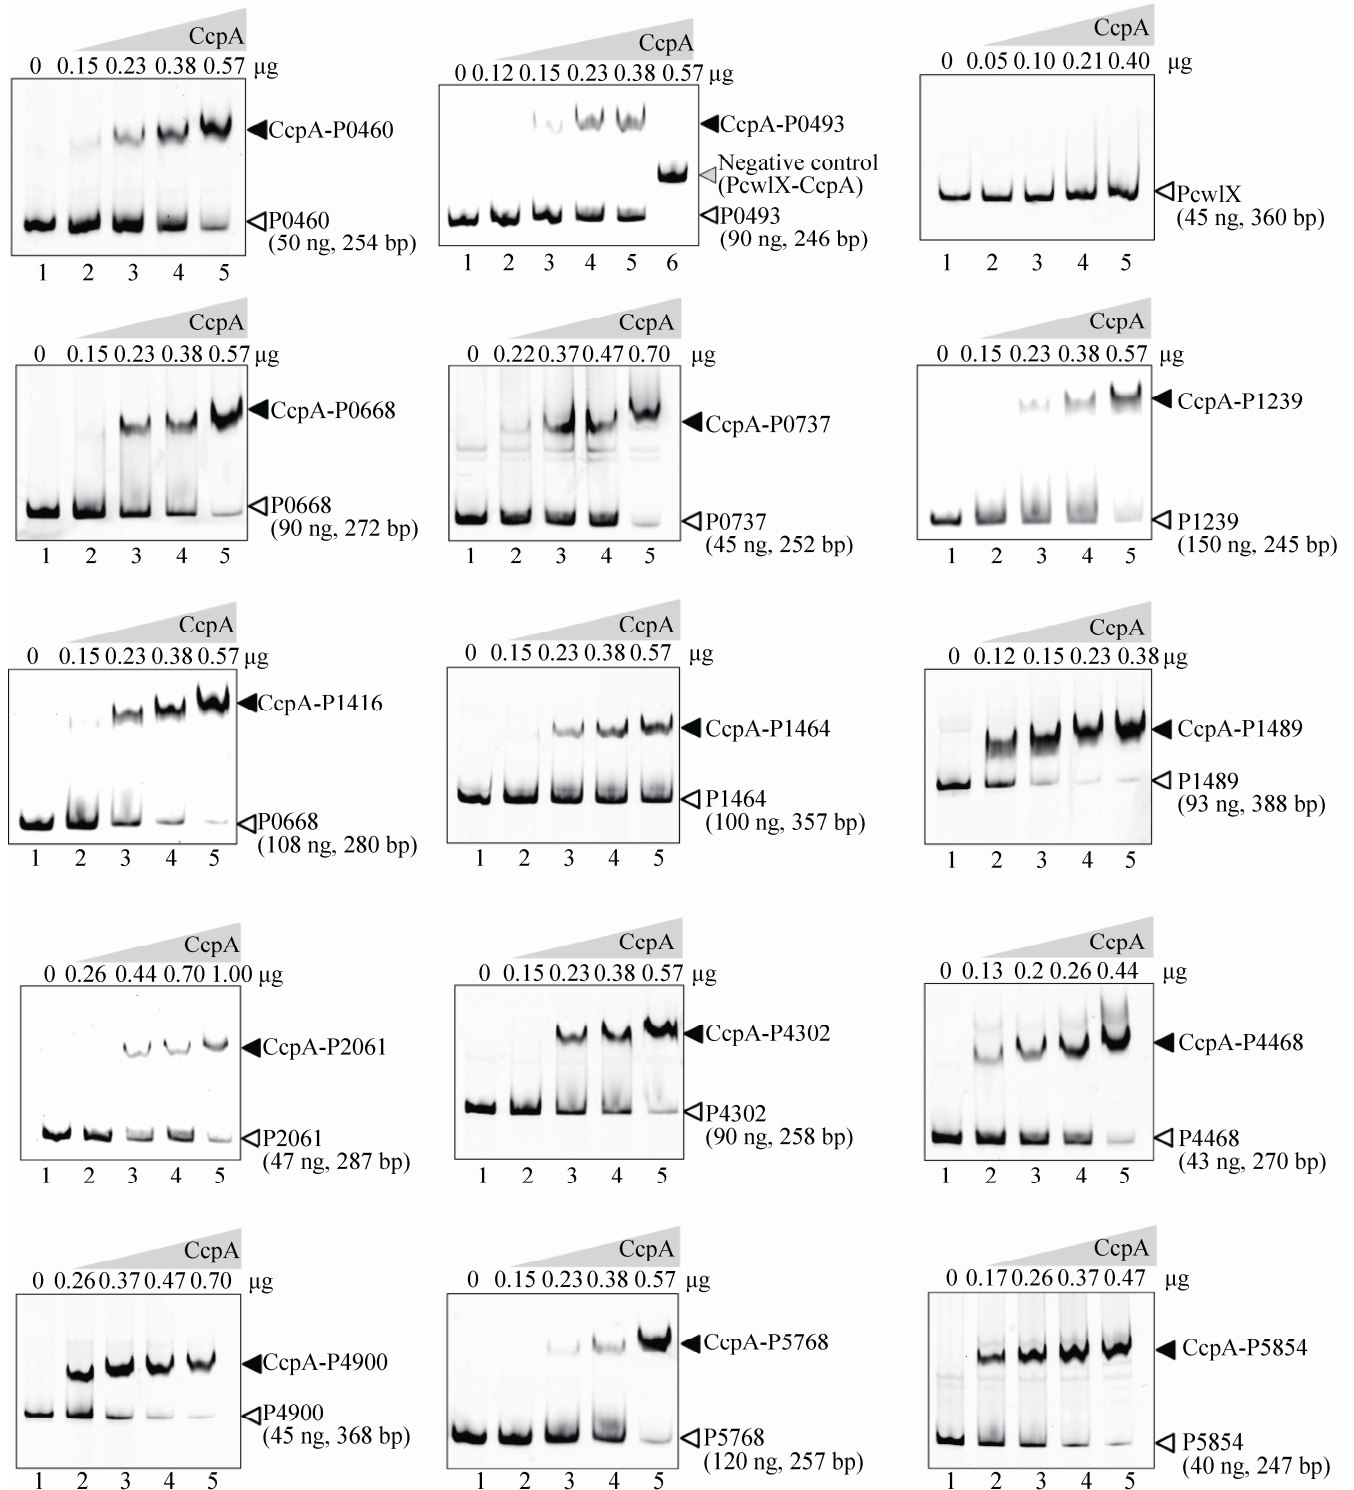 CcpA
0 0.15 0.23 0.38 0.57 μg
CcpA-P0460
P0460
(50 ng, 254 bp)
1 2 3 4 5
CcpA
0 0.12 0.15 0.23 0.38 0.57 μg
CcpA-P0493
Negative control
(PcwlX-CcpA)
P0493
(90 ng, 246 bp)
1 2 3 4 5 6
CcpA
0 0.05 0.10 0.21 0.40 μg
PcwlX
(45 ng, 360 bp)
1 2 3 4 5
CcpA
0 0.15 0.23 0.38 0.57 μg
CcpA-P0668
P0668
(90 ng, 272 bp)
1 2 3 4 5
CcpA
0 0.22 0.37 0.47 0.70 μg
CcpA-P0737
P0737
(45 ng, 252 bp)
1 2 3 4 5
CcpA
0 0.15 0.23 0.38 0.57 μg
CcpA-P1239
P1239
(150 ng, 245 bp)
1 2 3 4 5
CcpA
0 0.15 0.23 0.38 0.57 μg
CcpA-P1416
P0668
(108 ng, 280 bp)
1 2 3 4 5
CcpA
0 0.15 0.23 0.38 0.57 μg
CcpA-P1464
P1464
(100 ng, 357 bp)
1 2 3 4 5
CcpA
0 0.12 0.15 0.23 0.38 μg
CcpA-P1489
P1489
(93 ng, 388 bp)
1 2 3 4 5
CcpA
0 0.26 0.44 0.70 1.00 μg
CcpA-P2061
P2061
(47 ng, 287 bp)
1 2 3 4 5
CcpA
0 0.15 0.23 0.38 0.57 μg
CcpA-P4302
P4302
(90 ng, 258 bp)
1 2 3 4 5
CcpA
0 0.13 0.2 0.26 0.44 μg
CcpA-P4468
P4468
(43 ng, 270 bp)
1 2 3 4 5
CcpA
0 0.26 0.37 0.47 0.70 μg
CcpA-P4900
P4900
(45 ng, 368 bp)
1 2 3 4 5
CcpA
0 0.15 0.23 0.38 0.57 μg
CcpA-P5768
P5768
(120 ng, 257 bp)
1 2 3 4 5
CcpA
0 0.17 0.26 0.37 0.47 μg
CcpA-P5854
P5854
(40 ng, 247 bp)
1 2 3 4 5